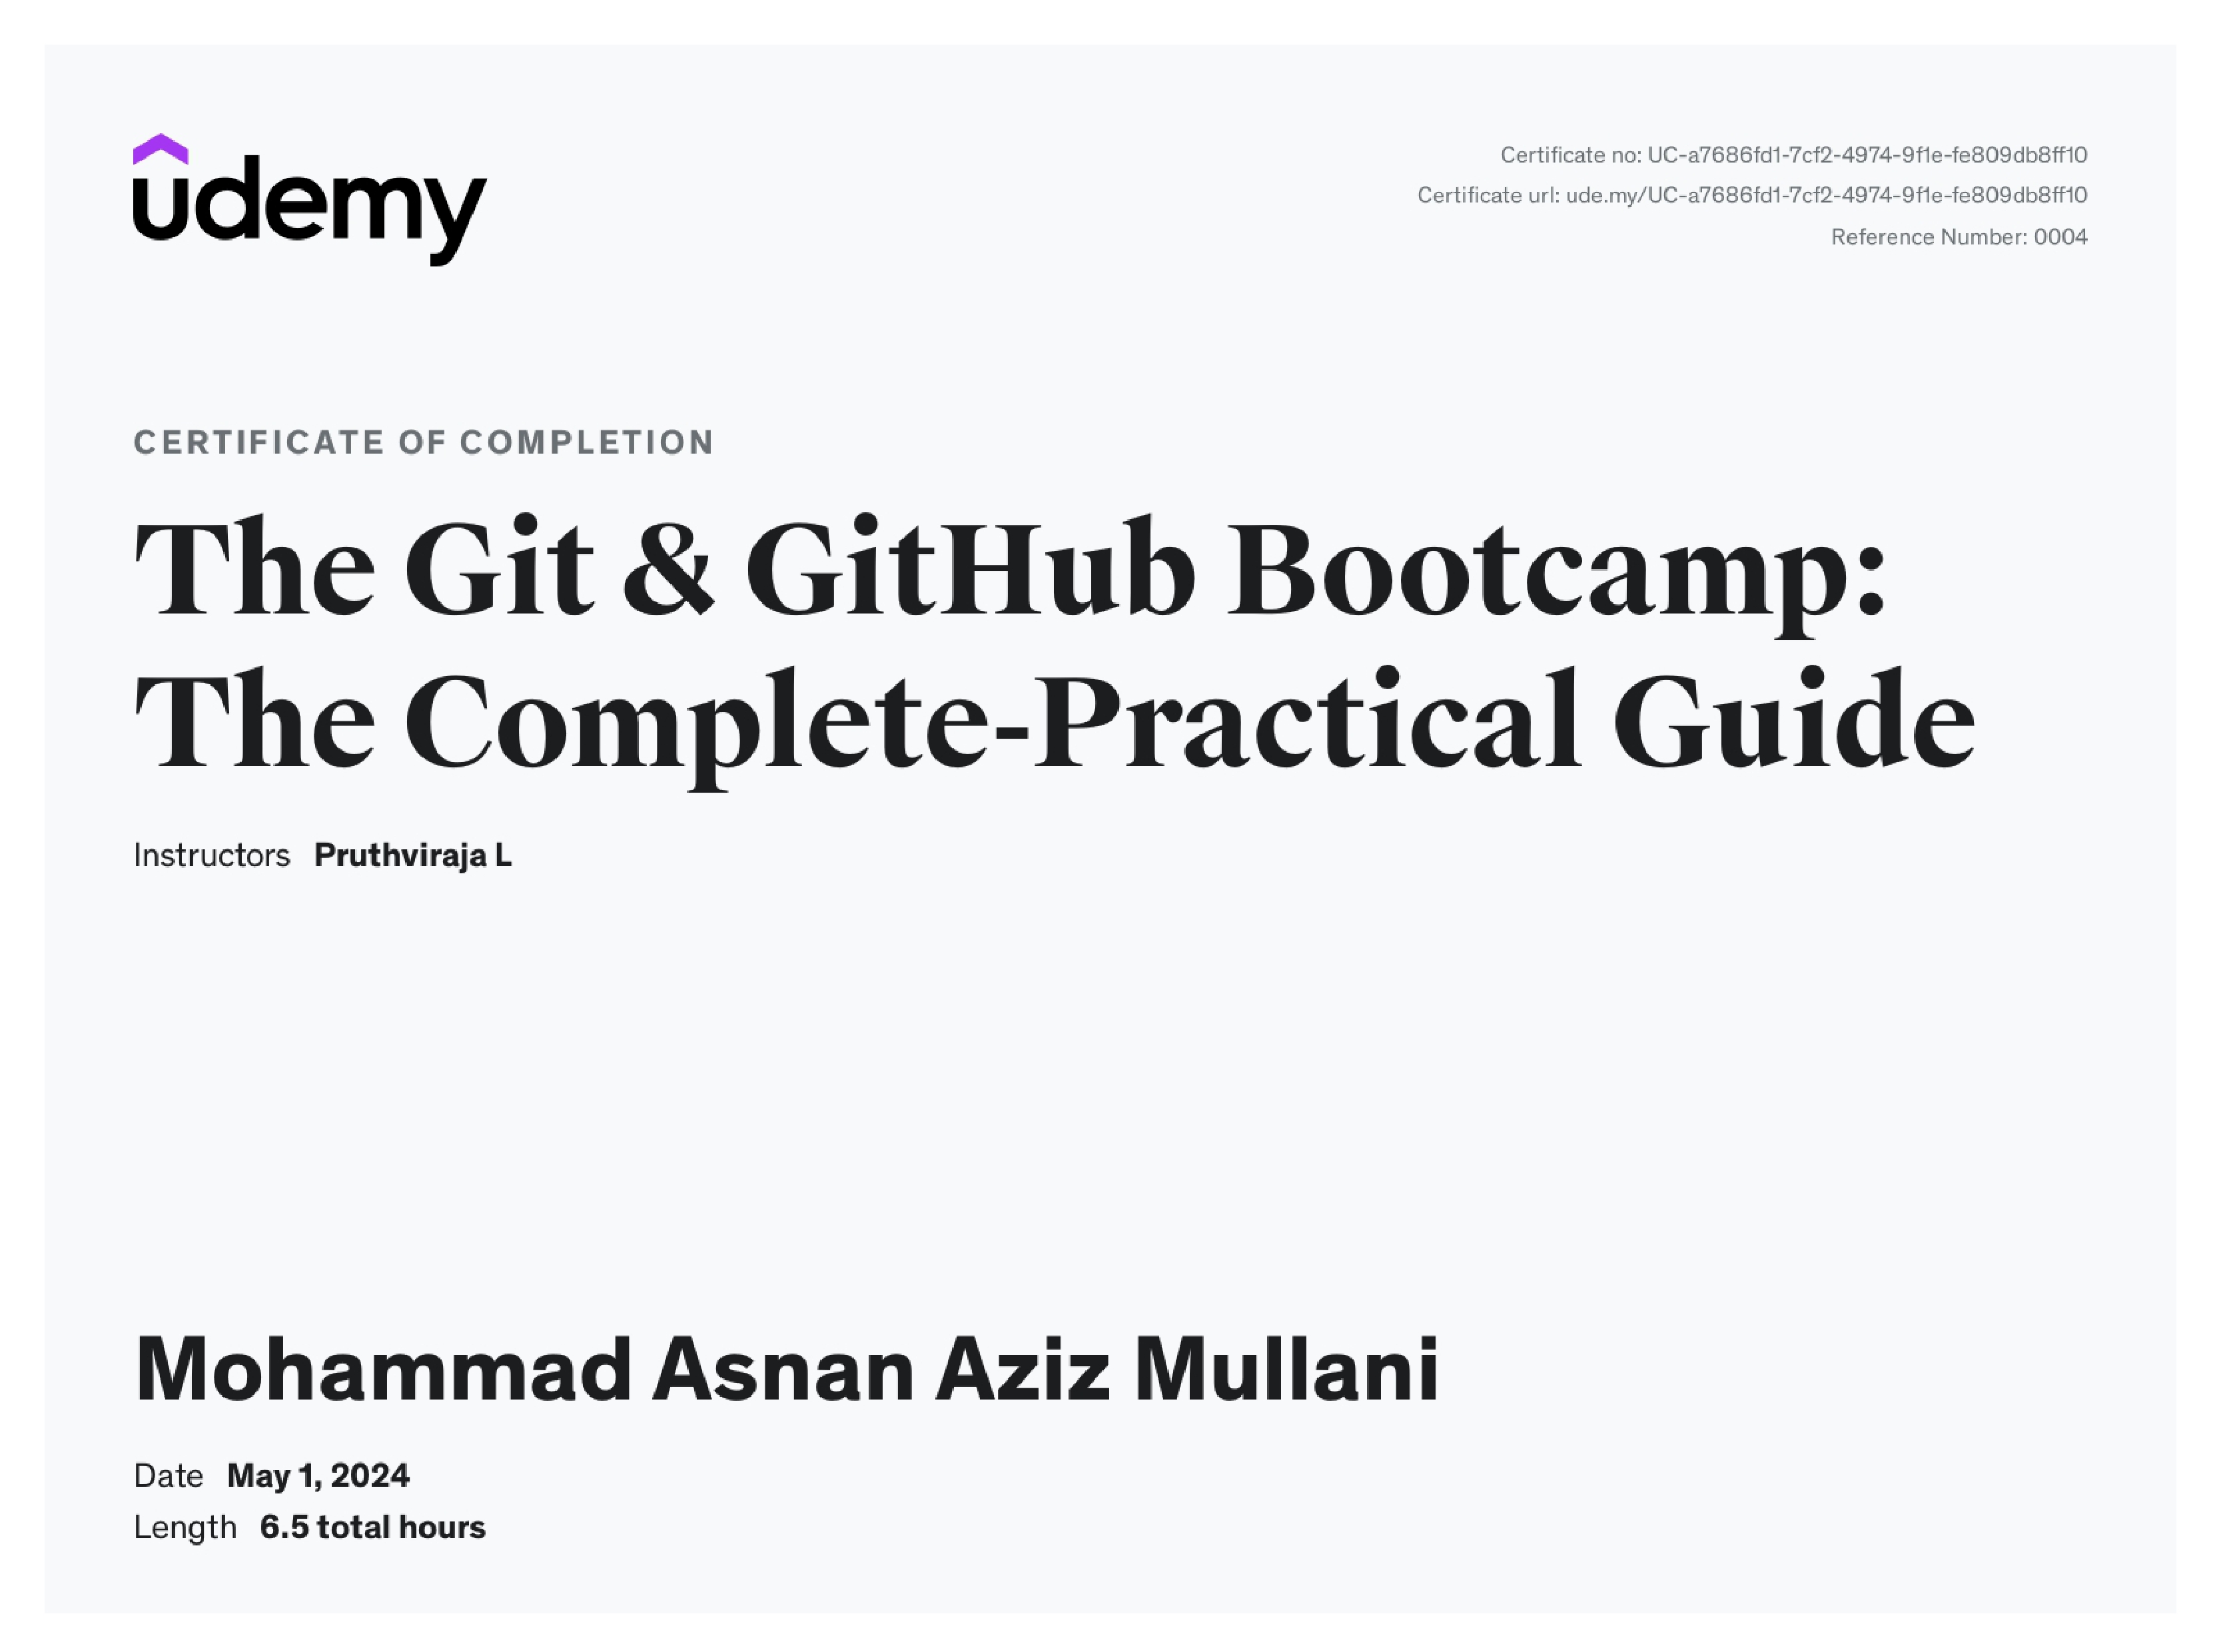 udemy
Certificate no: UC-a7686fd1-7cf2-4974-9f1e-fe809db8ff10
Certificate url: ude.my/UC-a7686fd1-7cf2-4974-9f1e-fe809db8ff10
Reference Number: 0004
CERTIFICATE OF COMPLETION
The Git & GitHub Bootcamp:
The Complete-Practical Guide
Instructors Pruthviraja L
Mohammad Asnan Aziz Mullani
Date May 1, 2024
Length 6.5 total hours